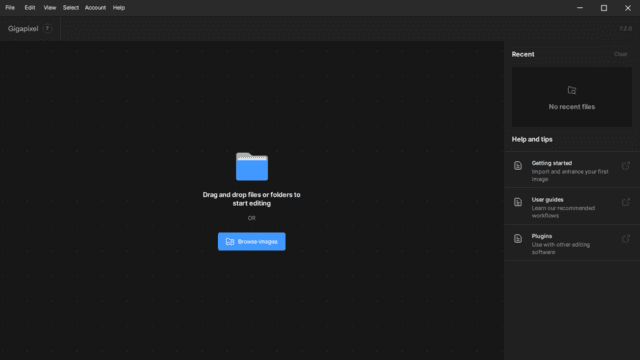 File Edit View Select Account Help
Gigapixel ?
7.3.0
Recent Clear
No recent files
Help and tips
Getting started
Import and enhance your first
image
User guides
Learn our recommended
workflows
Plugins
Use with other editing
software
Drag and drop files or folders to
start editing
OR
Browse images